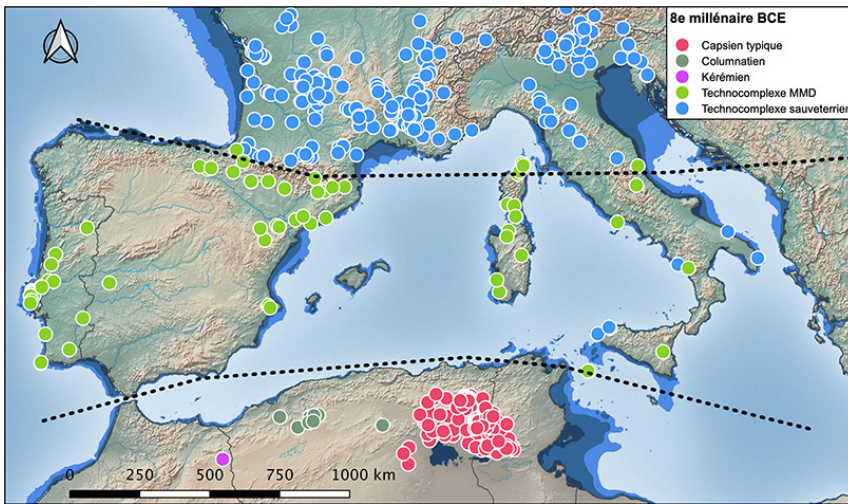 8e millénaire BCE
Capsien typique
Columnatien
Kérémien
Technocomplexe MMD
Technocomplexe sauveterrien
0 250 500 750 1000 km